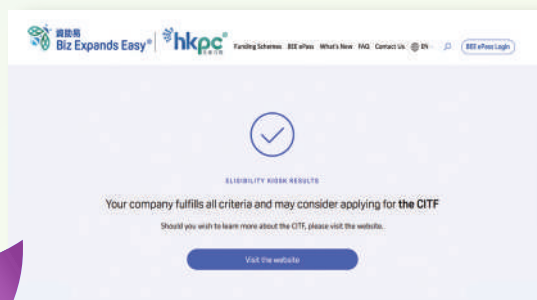 資助易
Biz Expands Easy®
hkpc®
Funding Schemes BEE ePass What's New FAQ Contact Us EN
BEE ePass Login
ELIGIBILITY KIOSK RESULTS
Your company fulfills all criteria and may consider applying for the CITF
Should you wish to learn more about the CITF, please visit the website.
Visit the website